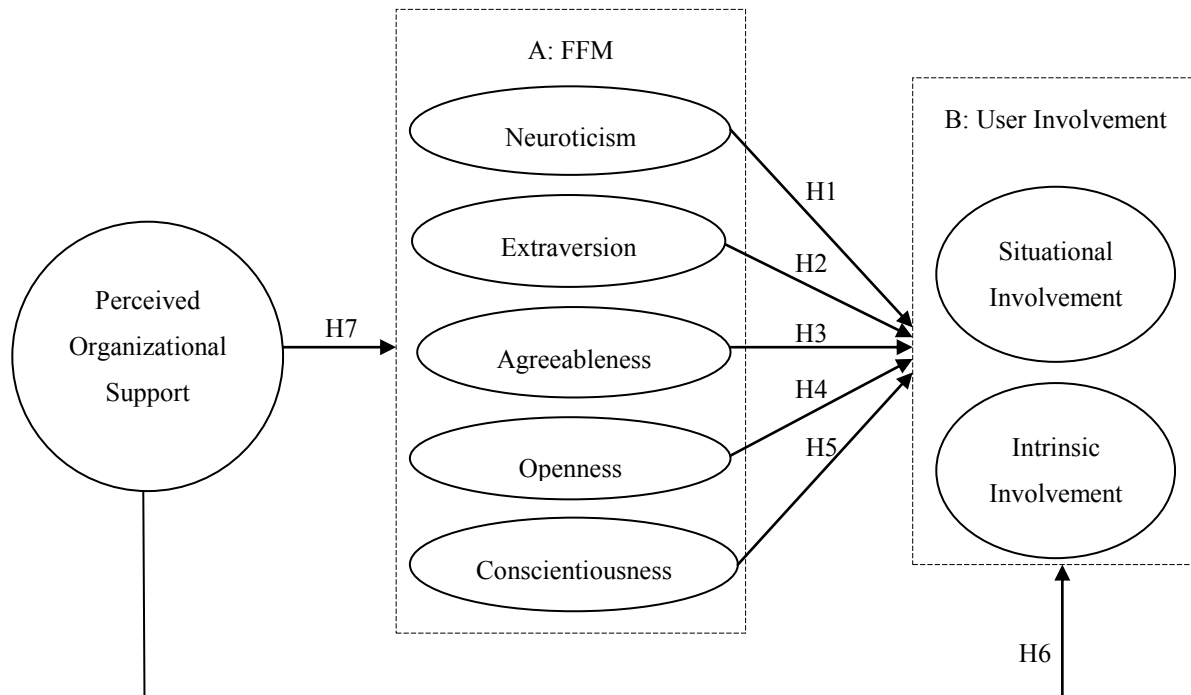 A: FFM
Neuroticism
Extraversion
Agreeableness
Openness
Conscientiousness
Perceived
Organizational
Support
H7
H1
H2
H3
H4
H5
B: User Involvement
Situational
Involvement
Intrinsic
Involvement
H6